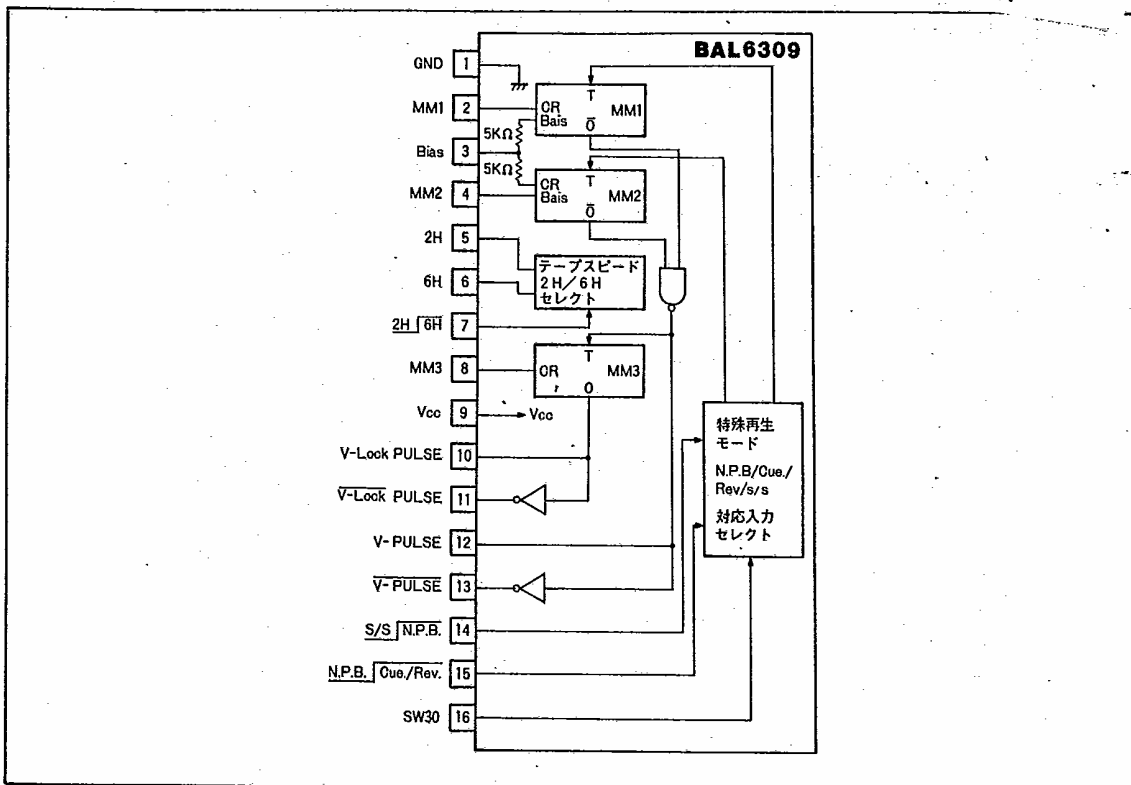 BAL6309
GND 1
MM1 2
Bias 3
MM2 4
2H 5
6H 6
2H 6H 7
MM3 8
Vcc 9
V-Lock PULSE 10
V-Lock PULSE 11
V-PULSE 12
V-PULSE 13
S/S N.P.B. 14
N.P.B. Cue./Rev. 15
SW30 16
T
CR
Bais
MM1
O
5KΩ
5KΩ
T
CR
Bais
MM2
O
テープスピード
2H/6H
セレクト
T
CR
MM3
O
Vcc
特殊再生
モード
N.P.B/Cue./
Rev/s/s
対応入力
セレクト